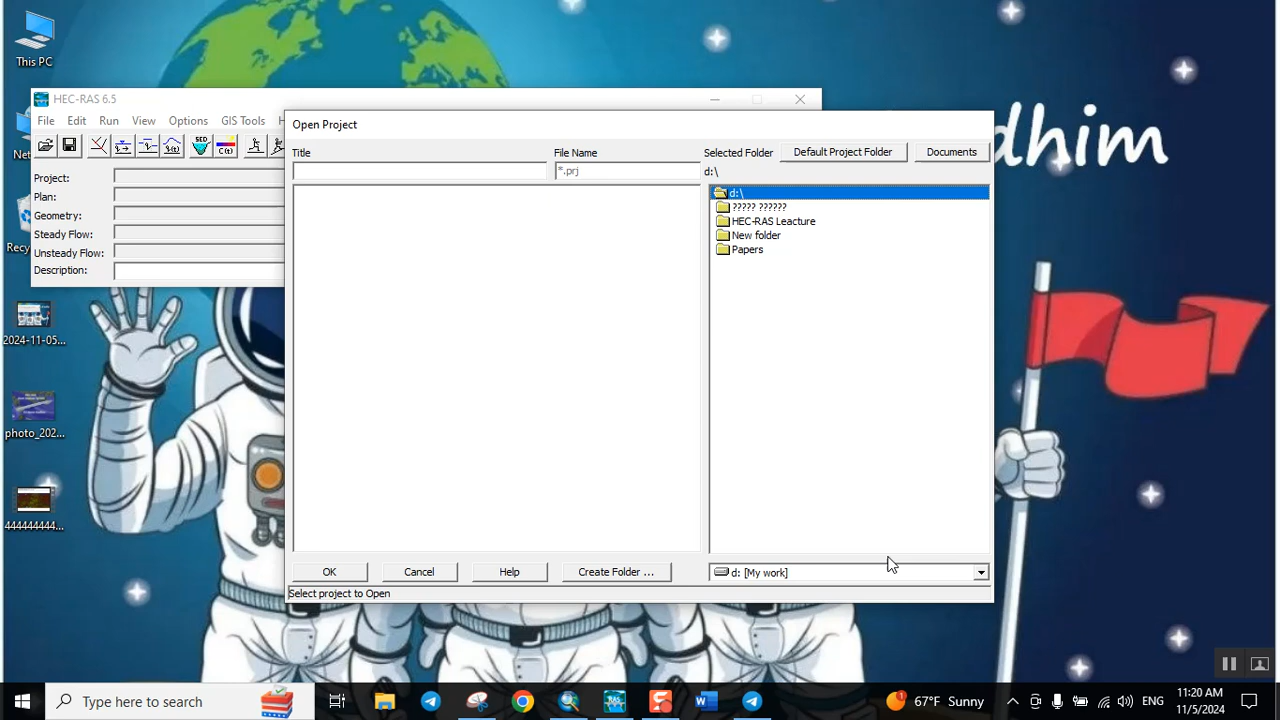 This PC
HEC-RAS 6.5
File Edit Run View Options GIS Tools H
Project:
Plan:
Geometry:
Steady Flow:
Unsteady Flow:
Description:
Open Project
Title
File Name
Selected Folder
Default Project Folder
Documents
*.prj
d:\
d:\
????? ??????
HEC-RAS Leacture
New folder
Papers
OK
Cancel
Help
Create Folder ...
d: [My work]
Select project to Open
dhim
Net
Recy
2024-11-05...
photo_202...
444444444...
Type here to search
67°F Sunny
ENG
11:20 AM
11/5/2024